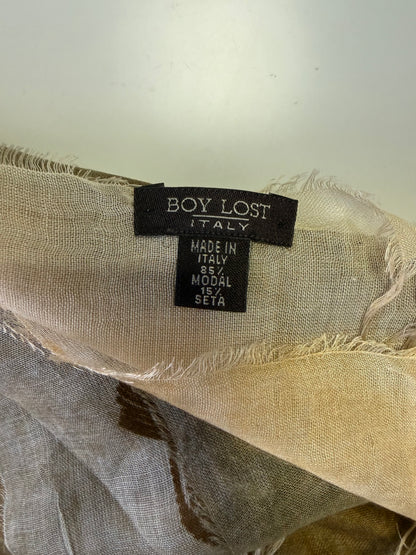 BOY LOST
ITALY
MADE IN
ITALY
85%
MODAL
15%
SETA